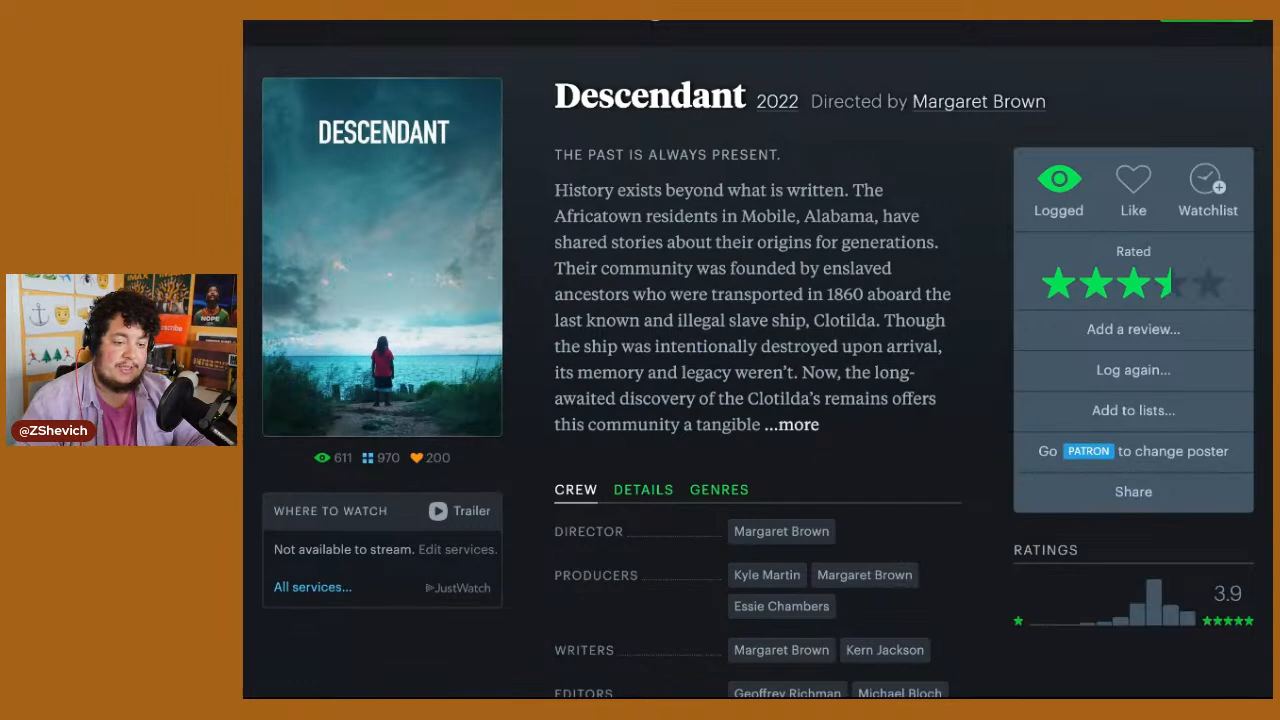 DESCENDANT
Descendant 2022 Directed by Margaret Brown
THE PAST IS ALWAYS PRESENT.
History exists beyond what is written. The
Africatown residents in Mobile, Alabama, have
shared stories about their origins for generations.
Their community was founded by enslaved
ancestors who were transported in 1860 aboard the
last known and illegal slave ship, Clotilda. Though
the ship was intentionally destroyed upon arrival,
its memory and legacy weren't. Now, the long-
awaited discovery of the Clotilda's remains offers
this community a tangible ...more
Logged Like Watchlist
Rated
Add a review...
Log again...
Add to lists...
Go PATRON to change poster
Share
IMAX
NOPE
@ZShevich
611 970 200
WHERE TO WATCH Trailer
Not available to stream. Edit services.
All services... JustWatch
CREW DETAILS GENRES
DIRECTOR Margaret Brown
PRODUCERS Kyle Martin Margaret Brown
Essie Chambers
WRITERS Margaret Brown Kern Jackson
EDITORS Geoffrey Richman Michael Bloch
RATINGS
3.9